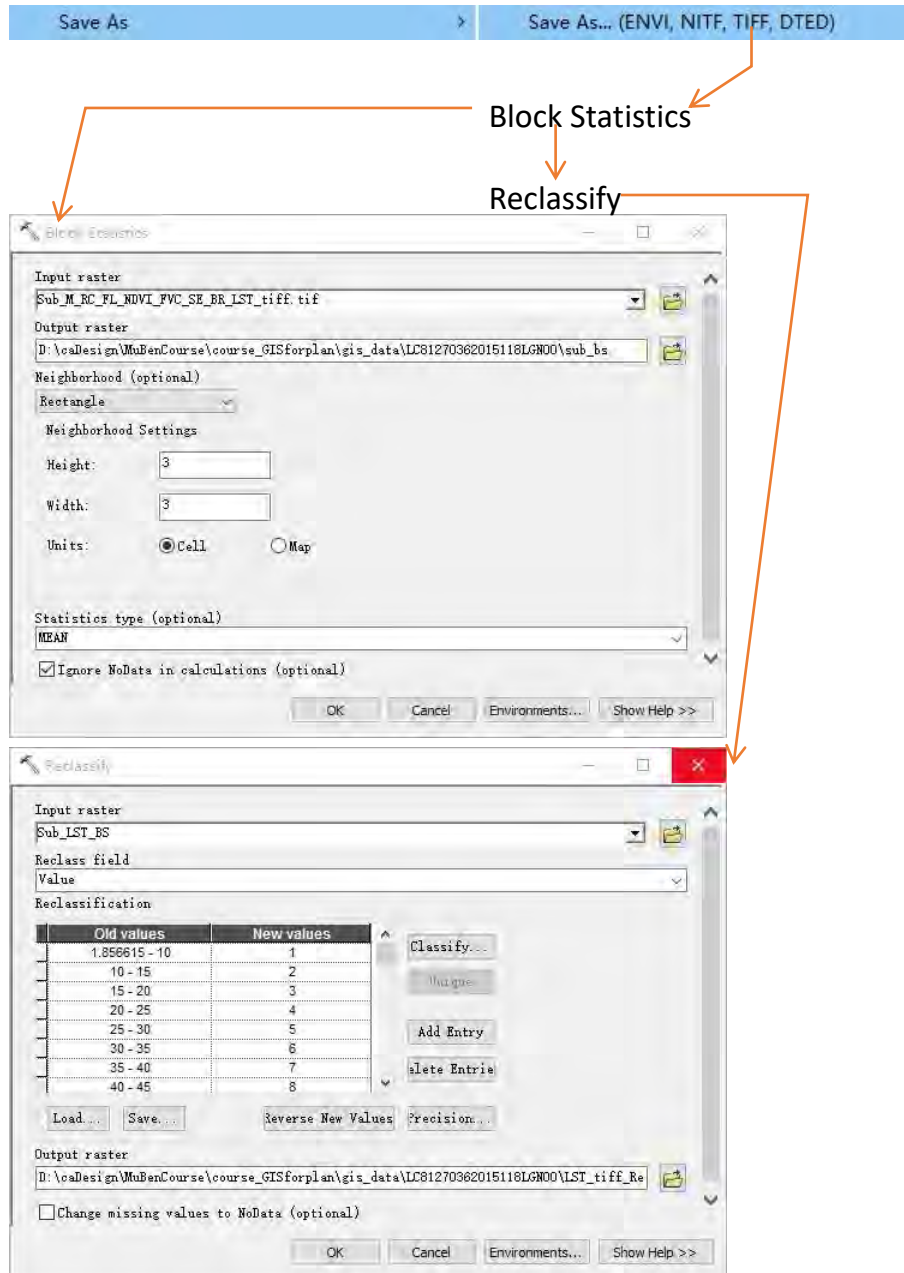 Save As > Save As... (ENVI, NITF, TIFF, DTED)
Block Statistics
Reclassify
Block Statistics
Input raster
Sub_M_RC_FL_NDVI_FVC_SE_BR_LST_tiff.tif
Output raster
D:\caDesign\MuBenCourse\course_GISforplan\gis_data\LC81270362015118LGN00\sub_bs
Neighborhood (optional)
Rectangle
Neighborhood Settings
Height: 3
Width: 3
Units: Cell Map
Statistics type (optional)
MEAN
Ignore NoData in calculations (optional)
OK Cancel Environments... Show Help >>
Reclassify
Input raster
Sub_LST_BS
Reclass field
Value
Reclassification
Old values New values
1.856615 - 10 1
Classify...
10 - 15 2
Unique
15 - 20 3
20 - 25 4
25 - 30 5
Add Entry
30 - 35 6
35 - 40 7
elete Entrie
40 - 45 8
Load... Save... Reverse New Values Precision...
Output raster
D:\caDesign\MuBenCourse\course_GISforplan\gis_data\LC81270362015118LGN00\LST_tiff_Re
Change missing values to NoData (optional)
OK Cancel Environments... Show Help >>